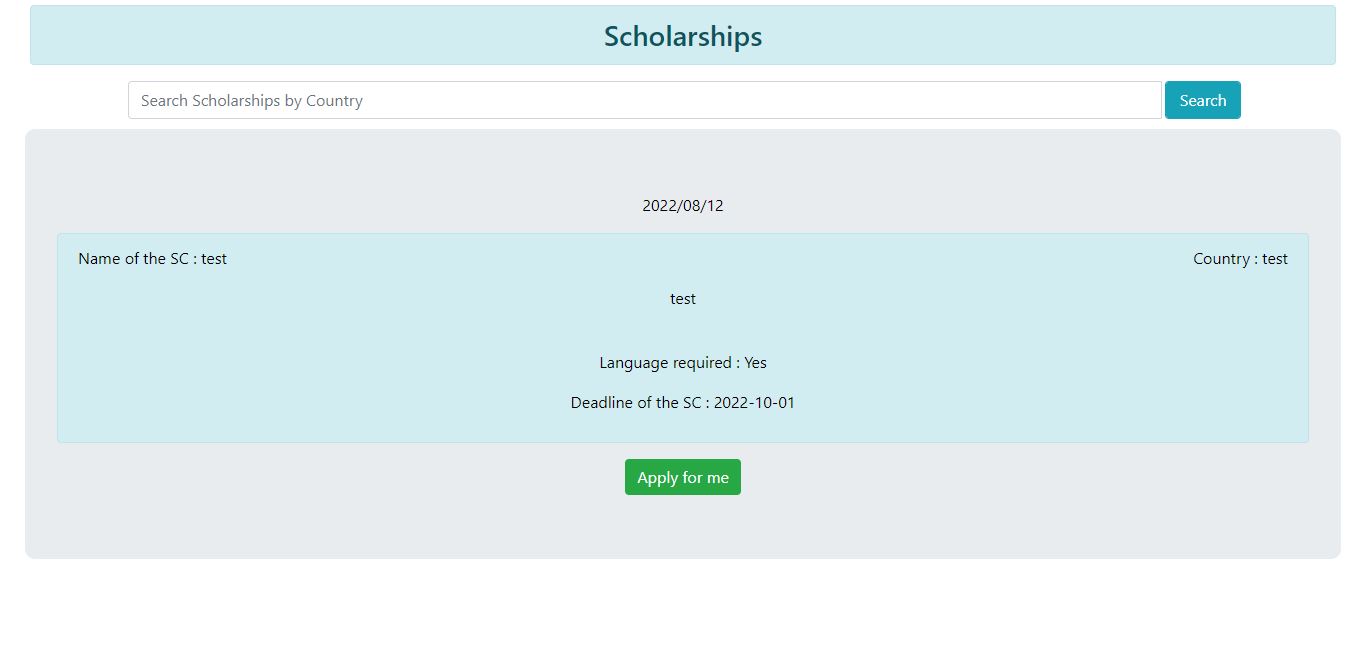 Scholarships
Search Scholarships by Country
Search
2022/08/12
Name of the SC : test
Country : test
test
Language required : Yes
Deadline of the SC : 2022-10-01
Apply for me